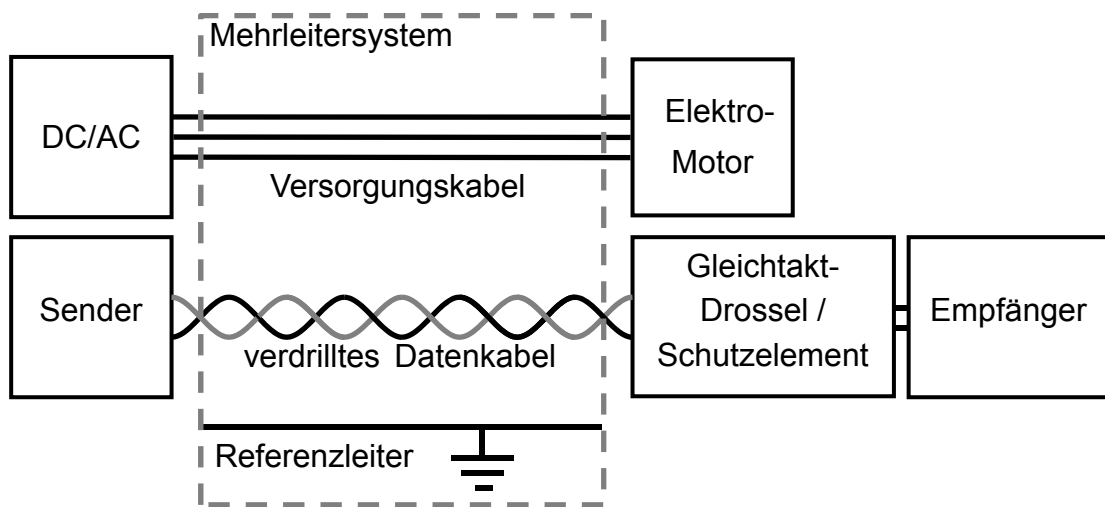 Mehrleitersystem
DC/AC
Elektro-
Motor
Versorgungskabel
Sender
Gleichtakt-
Drossel /
Schutzelement
Empfänger
verdrilltes Datenkabel
Referenzleiter